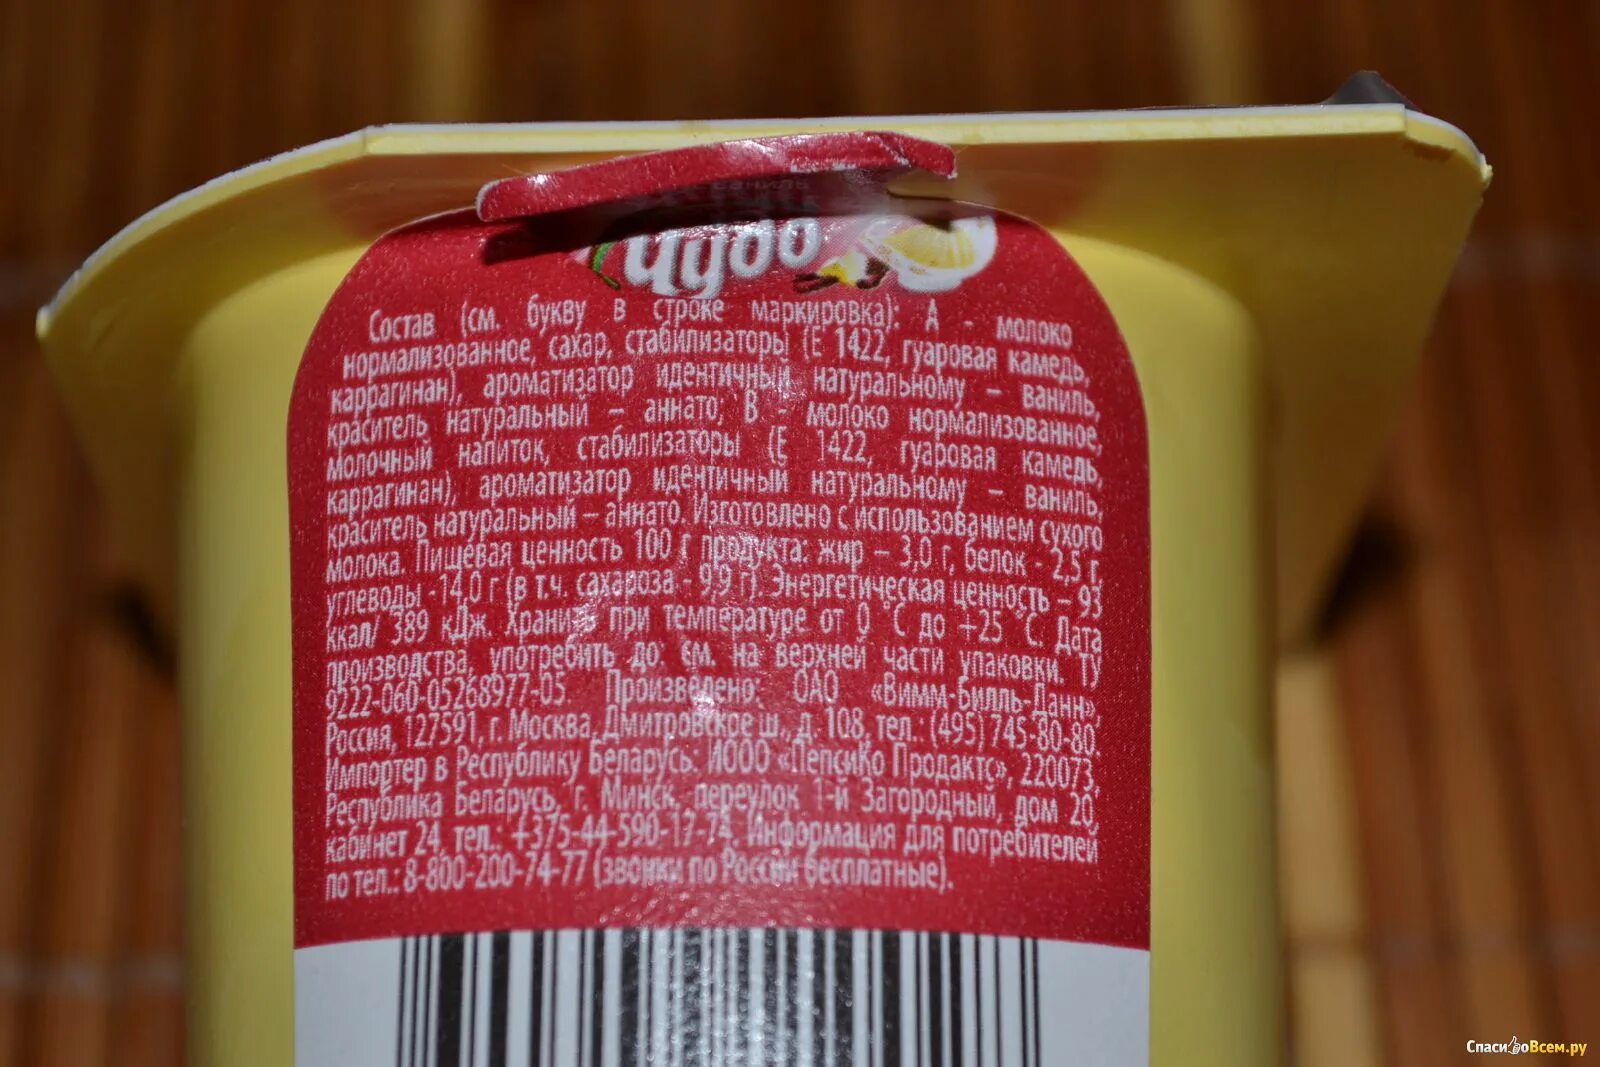 Чудо
Состав (см. букву в строке маркировка): А - молоко
нормализованное, сахар, стабилизаторы (Е 1422, гуаровая камедь,
каррагинан), ароматизатор идентичный натуральному – ваниль,
краситель натуральный – аннато; В - молоко нормализованное,
молочный напиток, стабилизаторы (Е 1422, гуаровая камедь,
каррагинан), ароматизатор идентичный натуральному – ваниль,
краситель натуральный – аннато. Изготовлено с использованием сухого
молока. Пищевая ценность 100 г продукта: жир – 3,0 г, белок - 2,5 г,
углеводы - 14,0 г (в т.ч. сахароза - 9,9 г). Энергетическая ценность – 93
ккал/ 389 кДж. Хранить при температуре от 0 °С до +25 °С. Дата
производства, употребить до: см. на верхней части упаковки. ТУ
9222-060-05268977-05 Произведено: ОАО «Вимм-Билль-Данн»,
Россия, 127591, г. Москва, Дмитровское ш., д. 108, тел.: (495) 745-80-80.
Импортер в Республику Беларусь: ИООО «ПепсиКо Продактс», 220073,
Республика Беларусь, г. Минск, переулок 1-й Загородный, дом 20,
кабинет 24, тел.: +375-44-590-17-74. Информация для потребителей
по тел.: 8-800-200-74-77 (звонки по России бесплатные).
СпасибоВсем.ру